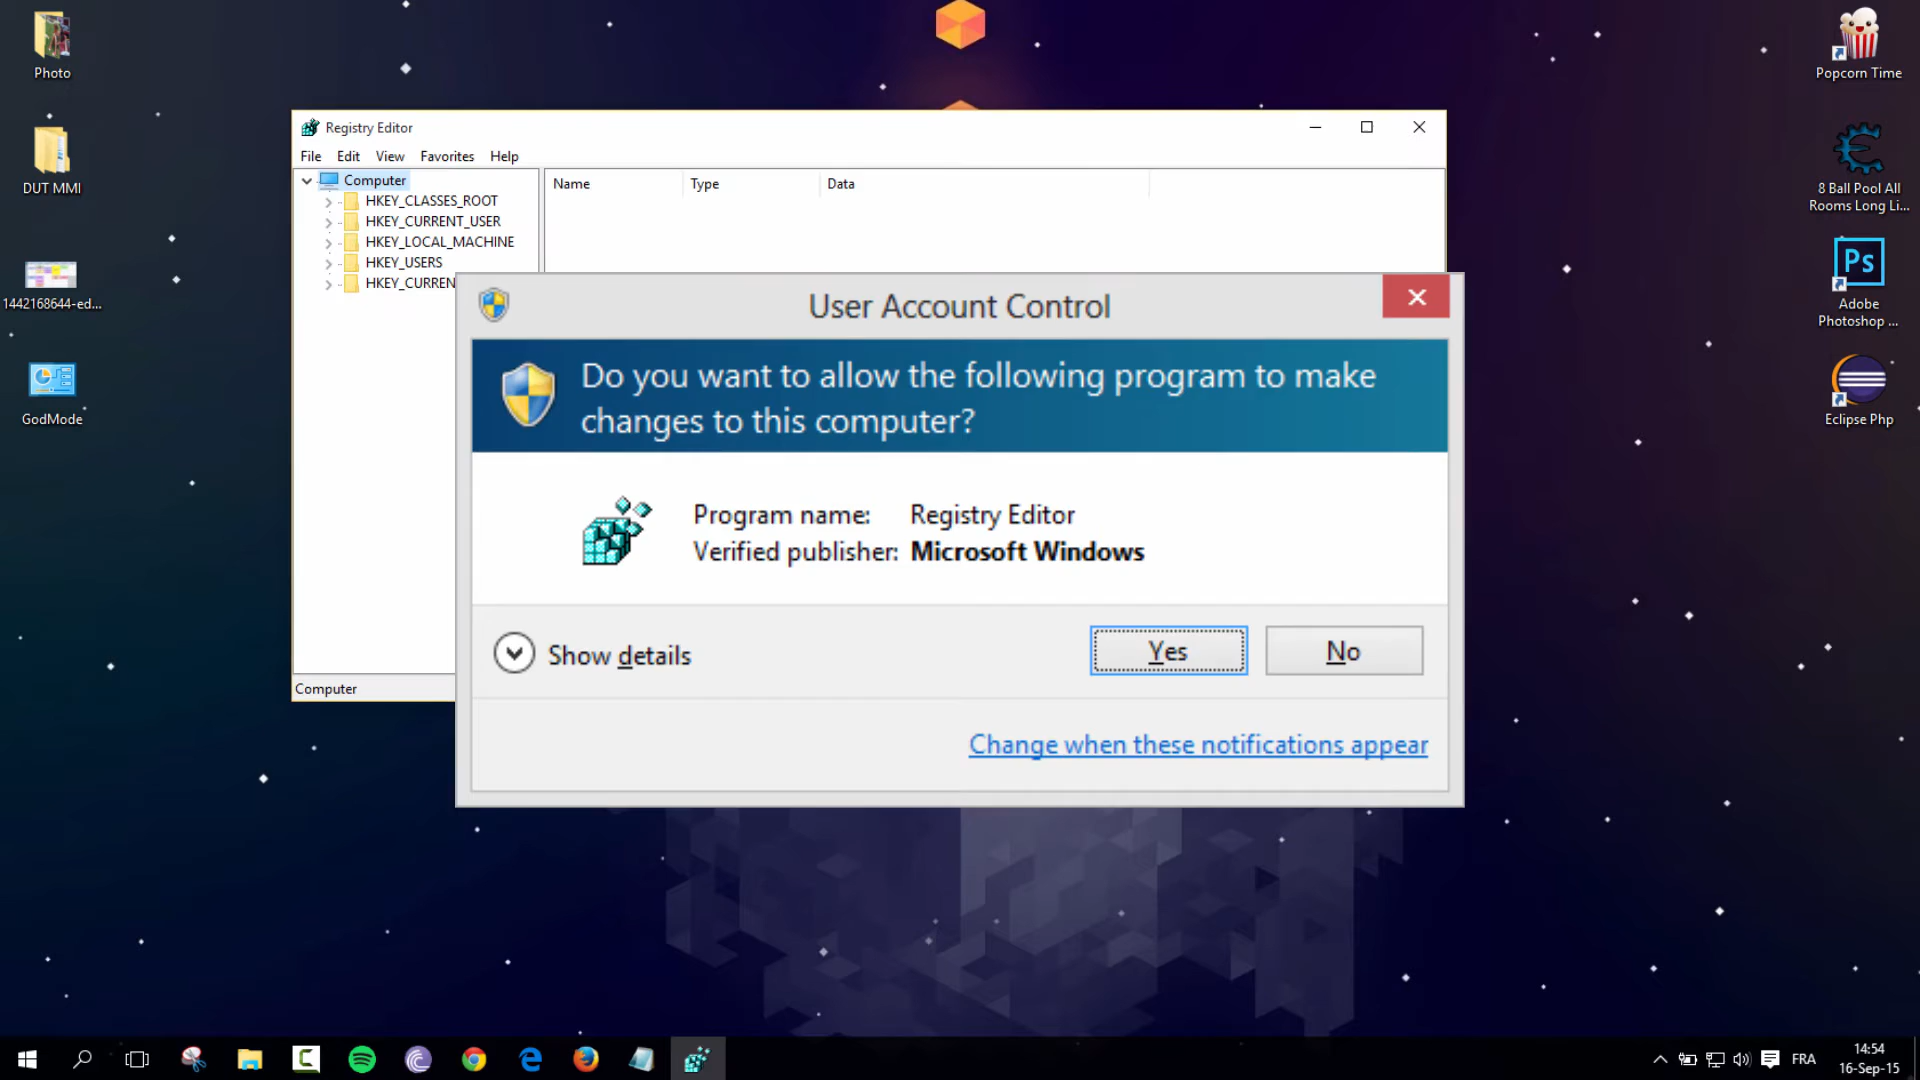 Photo
DUT MMI
1442168644-ed...
GodMode
Popcorn Time
8 Ball Pool All
Rooms Long Li...
Ps
Adobe
Photoshop ...
Eclipse Php
Registry Editor
File Edit View Favorites Help
Computer
HKEY_CLASSES_ROOT
HKEY_CURRENT_USER
HKEY_LOCAL_MACHINE
HKEY_USERS
HKEY_CURREN
Name Type Data
Computer
User Account Control
Do you want to allow the following program to make
changes to this computer?
Program name: Registry Editor
Verified publisher: Microsoft Windows
Show details
Yes No
Change when these notifications appear
FRA
14:54
16-Sep-15